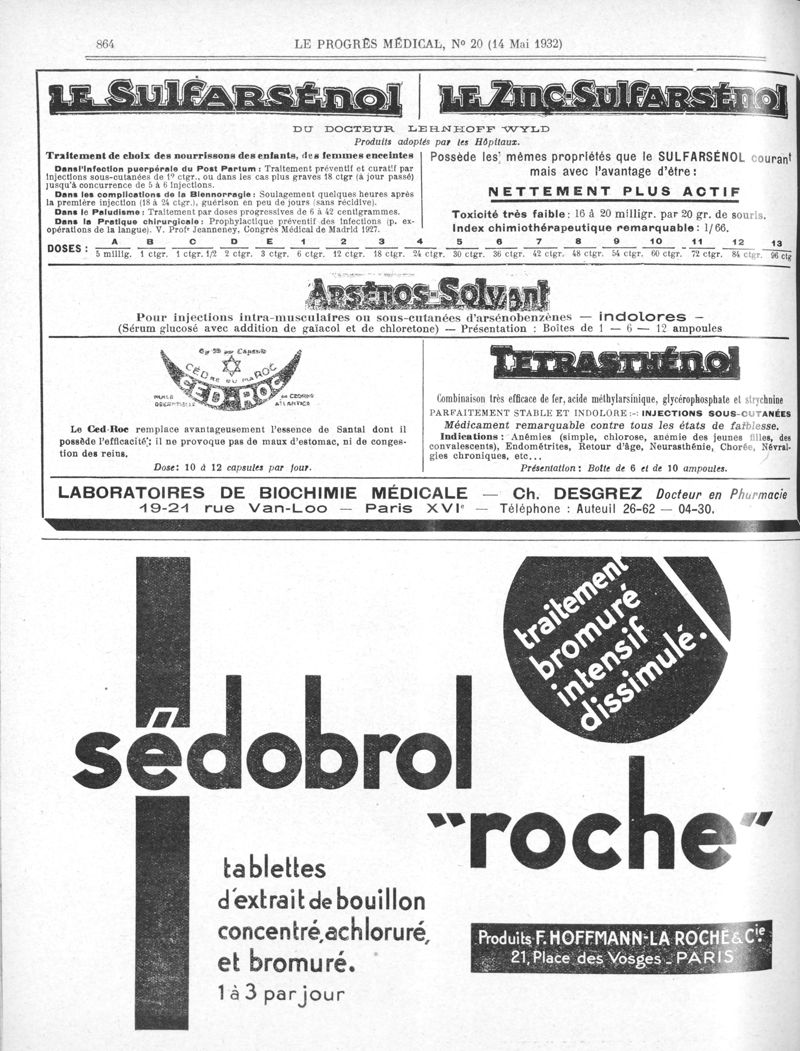 864
LE PROGRÈS MÉDICAL, No 20 (14 Mai 1932)
LE SULFARSÉNOL
LE ZINC-SULFARSÉNOL
DU DOCTEUR LEHNHOFF WYLD
Produits adoptés par les Hôpitaux.
Traitement de choix des nourrissons des enfants, des femmes enceintes
Dans l'infection puerpérale du Post Partum : Traitement préventif et curatif par
injections sous-cutanées de 1º ctgr., ou dans les cas plus graves 18 ctgr (à jour passé)
jusqu'à concurence de 5 à 6 injections.
Dans les complications de la Blennorragie : Soulagement quelques heures après
la première injection (18 à 24 ctgr.), guérison en peu de jours (sans récidive).
Dans le Paludisme : Traitement par doses progressives de 6 à 42 centigrammes.
Dans la Pratique chirurgicale : Prophylactique préventif des infections (p. ex-
opérations de la langue). V. Profr Jeanneney, Congrès Médical de Madrid 1927.
Possède les mêmes propriétés que le SULFARSÉNOL courant
mais avec l'avantage d'être :
NETTEMENT PLUS ACTIF
Toxicité très faible : 16 à 20 milligr. par 20 gr. de souris.
Index chimiothérapeutique remarquable : 1/66.
DOSES : A B C D E 1 2 3 4 5 6 7 8 9 10 11 12 13
5 millig. 1 ctgr. 1 ctgr. 1/2 2 ctgr. 3 ctgr. 6 ctgr. 12 ctgr. 18 ctgr. 24 ctgr. 30 ctgr. 36 ctgr. 42 ctgr. 48 ctgr. 54 ctgr. 60 ctgr. 72 ctgr. 84 ctgr. 96 ctg
ARSÉNOS-SOLVANT
Pour injections intra-musculaires ou sous-cutanées d'arsénobenzènes — indolores —
(Sérum glucosé avec addition de gaïacol et de chloretone) — Présentation : Boîtes de 1 — 6 — 12 ampoules
par Capsule
CÈDRE DU MAROC
CED-ROC
HUILE
de CEDRUS
ATLANTICA
Le Ced-Roc remplace avantageusement l'essence de Santal dont il
possède l'efficacité ; il ne provoque pas de maux d'estomac, ni de conges-
tion des reins.
Dose: 10 à 12 capsules par jour.
TETRASTHÉNOL
Combinaison très efficace de fer, acide méthylarsinique, glycérophosphate et strychnine
PARFAITEMENT STABLE ET INDOLORE :-: INJECTIONS SOUS-CUTANÉES
Médicament remarquable contre tous les états de faiblesse.
Indications : Anémies (simple, chlorose, anémie des jeunes filles, des
convalescents), Endométrites, Retour d'âge, Neurasthénie, Chorée, Névral-
gies chroniques, etc...
Présentation : Boîte de 6 et de 10 ampoules.
LABORATOIRES DE BIOCHIMIE MÉDICALE — Ch. DESGREZ Docteur en Pharmacie
19-21 rue Van-Loo — Paris XVIe — Téléphone : Auteuil 26-62 — 04-30.
traitement
bromuré
intensif
dissimulé.
sédobrol
"roche"
tablettes
d'extrait de bouillon
concentré, achloruré,
et bromuré.
1 à 3 par jour
Produits F. HOFFMANN-LA ROCHE & Cie
21, Place des Vosges - PARIS